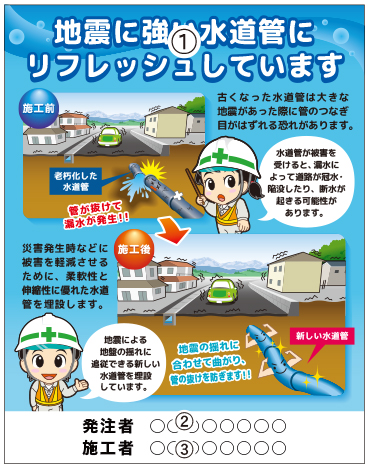 地震に強い水道管に
①
リフレッシュしています
施工前
古くなった水道管は大きな
地震があった際に管のつなぎ
目がはずれる恐れがあります。
老朽化した
水道管
管が抜けて
漏水が発生!!
水道管が被害を
受けると、漏水に
よって道路が冠水・
陥没したり、断水が
起きる可能性が
あります。
災害発生時などに
被害を軽減させる
ために、柔軟性と
伸縮性に優れた水道
管を埋設します。
施工後
地震による
地盤の揺れに
追従できる新しい
水道管を埋設
しています。
地震の揺れに
合わせて曲がり、
管の抜けを防ぎます!!
新しい水道管
発注者 ○○②○○○○○○
施工者 ○○③○○○○○○